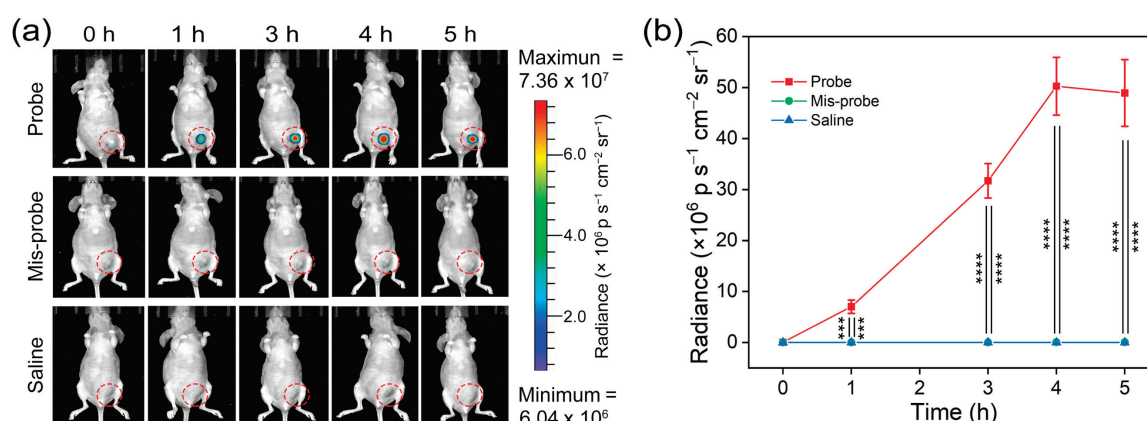 (a)
0 h 1 h 3 h 4 h 5 h
Probe
Mis-probe
Saline
Maximun =
7.36 x 10⁷
6.0
4.0
2.0
Radiance (× 10⁶ p s⁻¹ cm⁻² sr⁻¹)
Minimum =
6.04 x 10⁶
(b)
Radiance (×10⁶ p s⁻¹ cm⁻² sr⁻¹)
60
50
40
30
20
10
0
Probe
Mis-probe
Saline
*** ***
**** ****
**** ****
**** ****
0 1 2 3 4 5
Time (h)